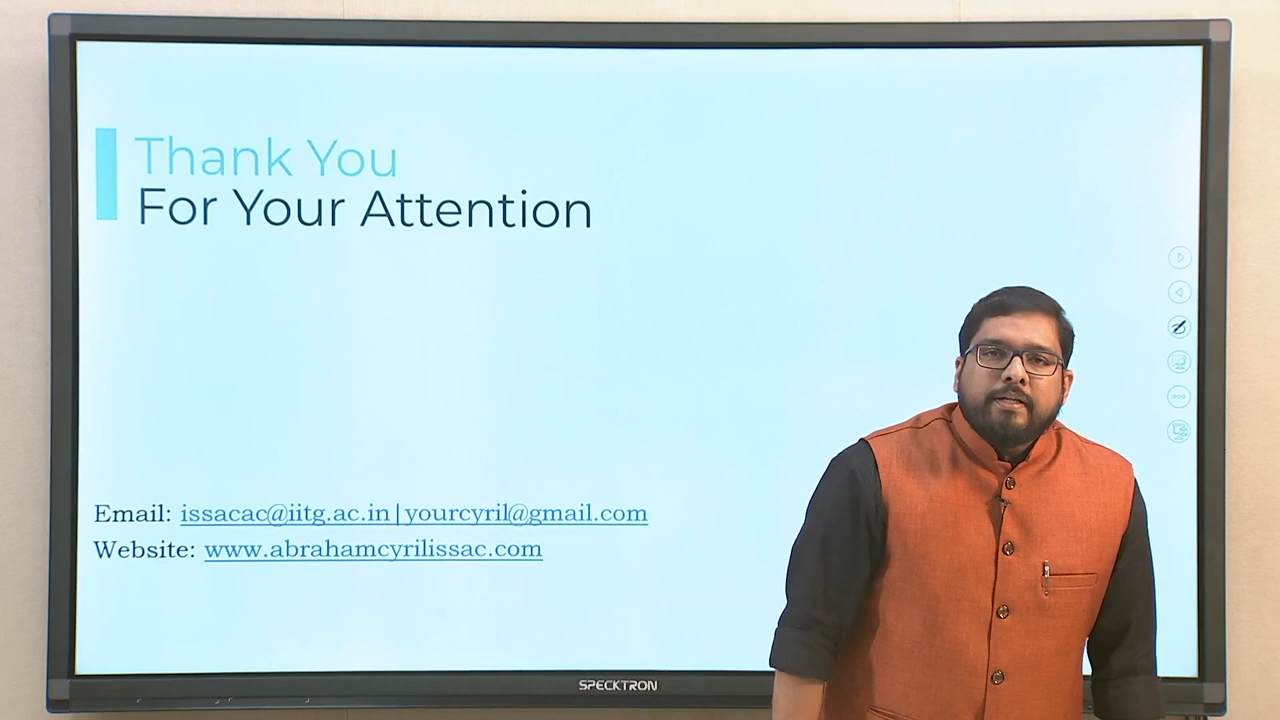 Thank You
For Your Attention
Email: issacac@iitg.ac.in|yourcyril@gmail.com
Website: www.abrahamcyrilissac.com
SPECKTRON